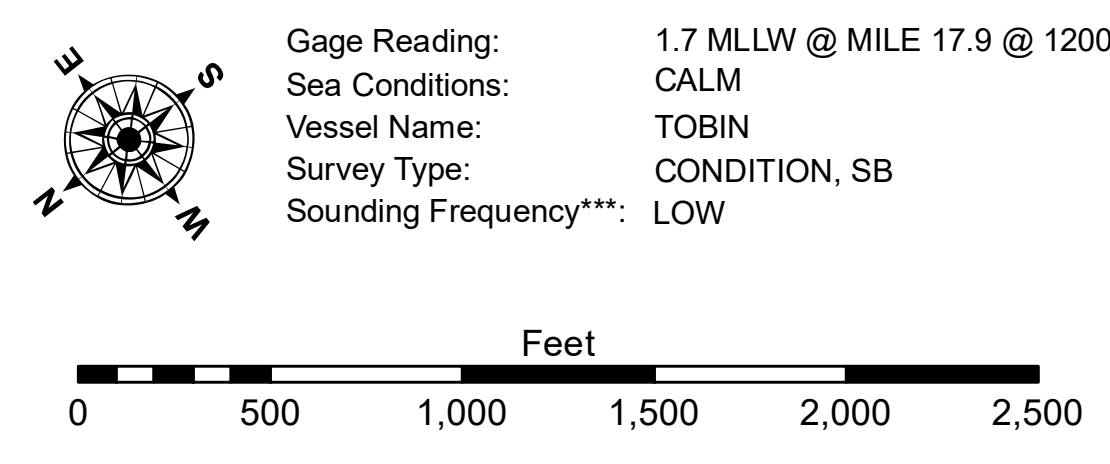 E
S
N
W
Gage Reading: 1.7 MLLW @ MILE 17.9 @ 1200
Sea Conditions: CALM
Vessel Name: TOBIN
Survey Type: CONDITION, SB
Sounding Frequency***: LOW
Feet
0 500 1,000 1,500 2,000 2,500